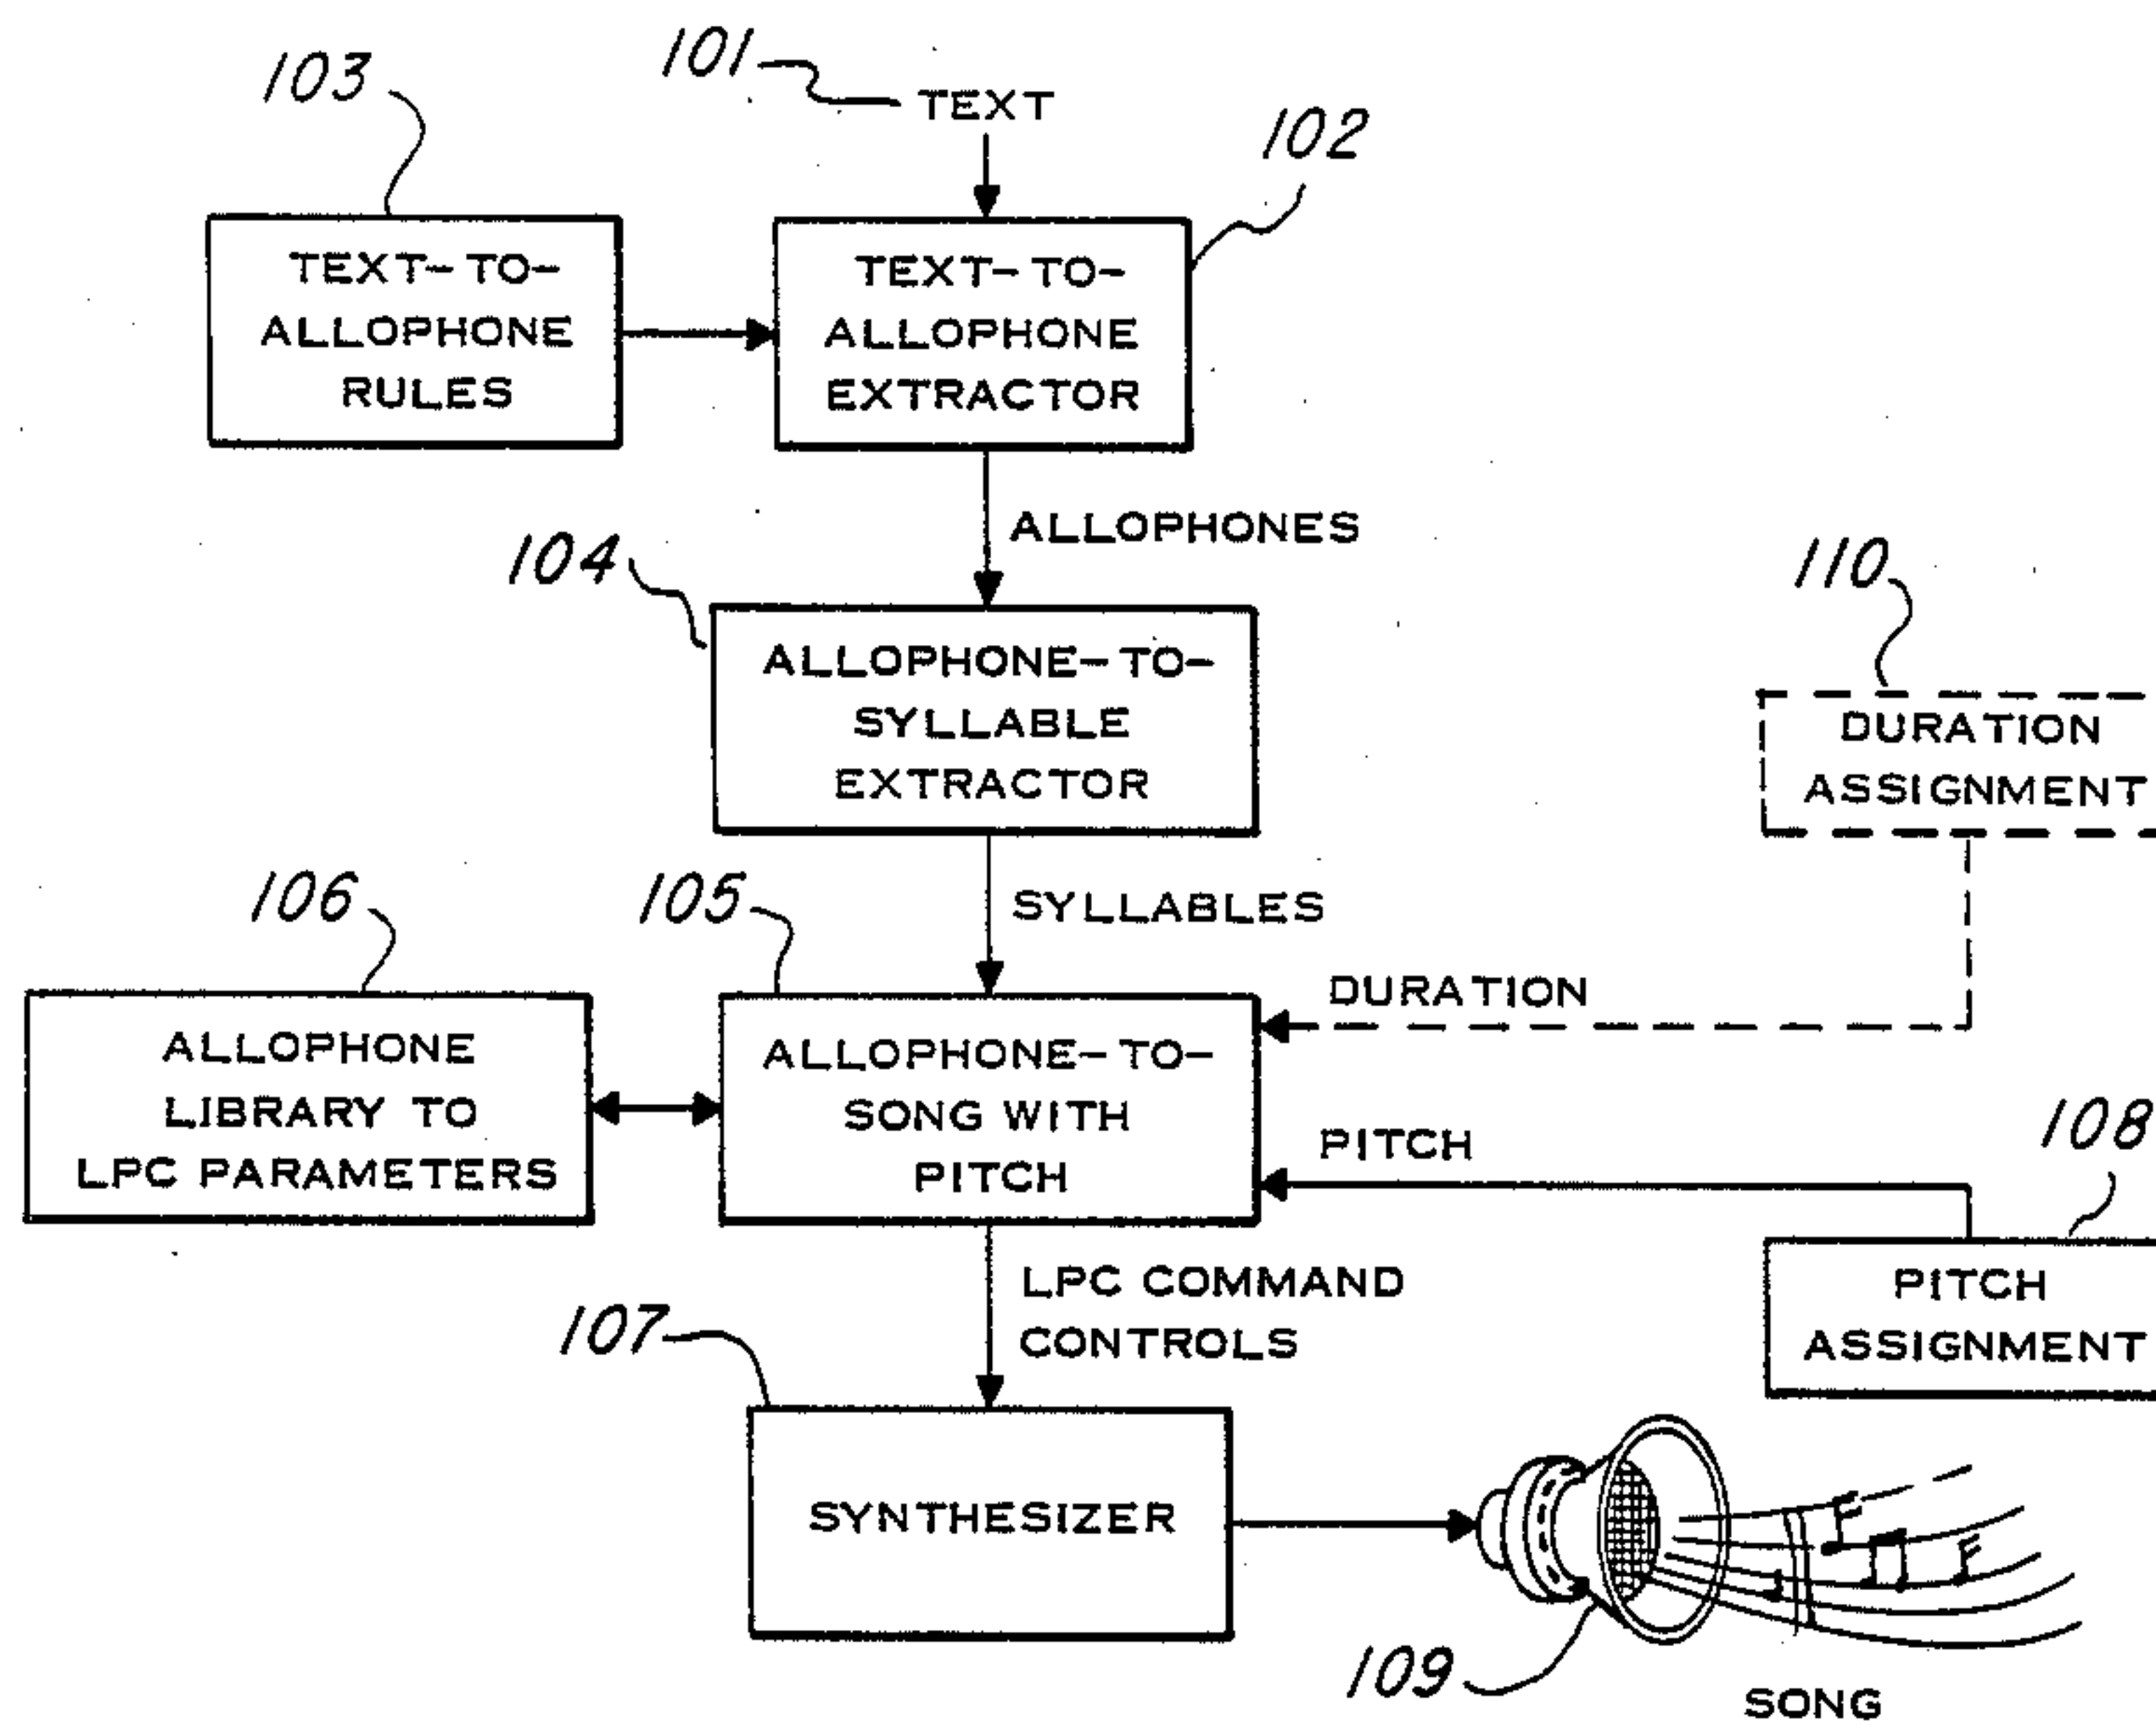 103
101
TEXT
102
TEXT-TO-
ALLOPHONE
RULES
TEXT-TO-
ALLOPHONE
EXTRACTOR
ALLOPHONES
104
110
ALLOPHONE-TO-
SYLLABLE
EXTRACTOR
DURATION
ASSIGNMENT
106
105
SYLLABLES
DURATION
ALLOPHONE
LIBRARY TO
LPC PARAMETERS
ALLOPHONE-TO-
SONG WITH
PITCH
PITCH
108
LPC COMMAND
CONTROLS
PITCH
ASSIGNMENT
107
SYNTHESIZER
109
SONG